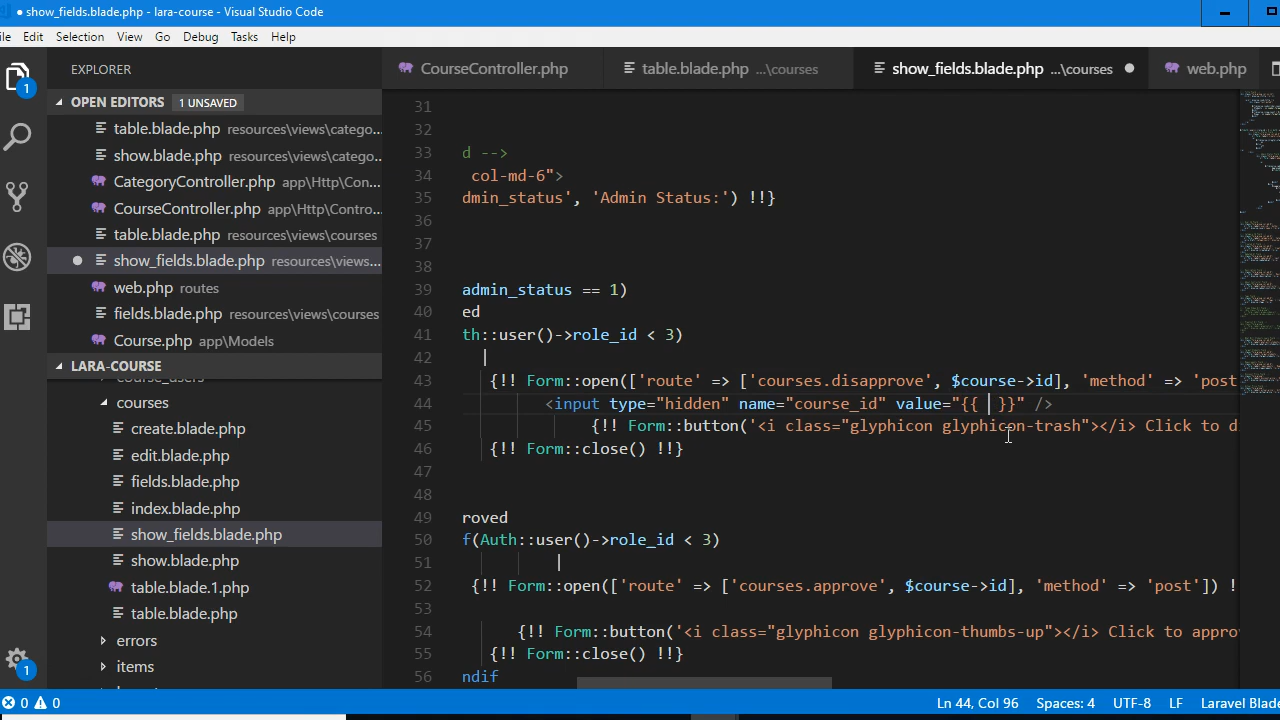 ● show_fields.blade.php - lara-course - Visual Studio Code
ile Edit Selection View Go Debug Tasks Help
EXPLORER
CourseController.php
table.blade.php ...\courses
show_fields.blade.php ...\courses ●
web.php
OPEN EDITORS 1 UNSAVED
table.blade.php resources\views\catego...
show.blade.php resources\views\catego...
CategoryController.php app\Http\Con...
CourseController.php app\Http\Contro...
table.blade.php resources\views\courses
● show_fields.blade.php resources\views...
web.php routes
fields.blade.php resources\views\courses
Course.php app\Models
LARA-COURSE
course_users
courses
create.blade.php
edit.blade.php
fields.blade.php
index.blade.php
show_fields.blade.php
show.blade.php
table.blade.1.php
table.blade.php
errors
items
1
1
31
32
33 d -->
34 col-md-6">
35 dmin_status', 'Admin Status:') !!}
36
37
38
39 admin_status == 1)
40 ed
41 th::user()->role_id < 3)
42
43 {!! Form::open(['route' => ['courses.disapprove', $course->id], 'method' => 'post
44 <input type="hidden" name="course_id" value="{{ }}" />
45 {!! Form::button('<i class="glyphicon glyphicon-trash"></i> Click to d
46 {!! Form::close() !!}
47
48
49 roved
50 f(Auth::user()->role_id < 3)
51
52 {!! Form::open(['route' => ['courses.approve', $course->id], 'method' => 'post']) !
53
54 {!! Form::button('<i class="glyphicon glyphicon-thumbs-up"></i> Click to appro
55 {!! Form::close() !!}
56 ndif
0 0
Ln 44, Col 96 Spaces: 4 UTF-8 LF Laravel Blade